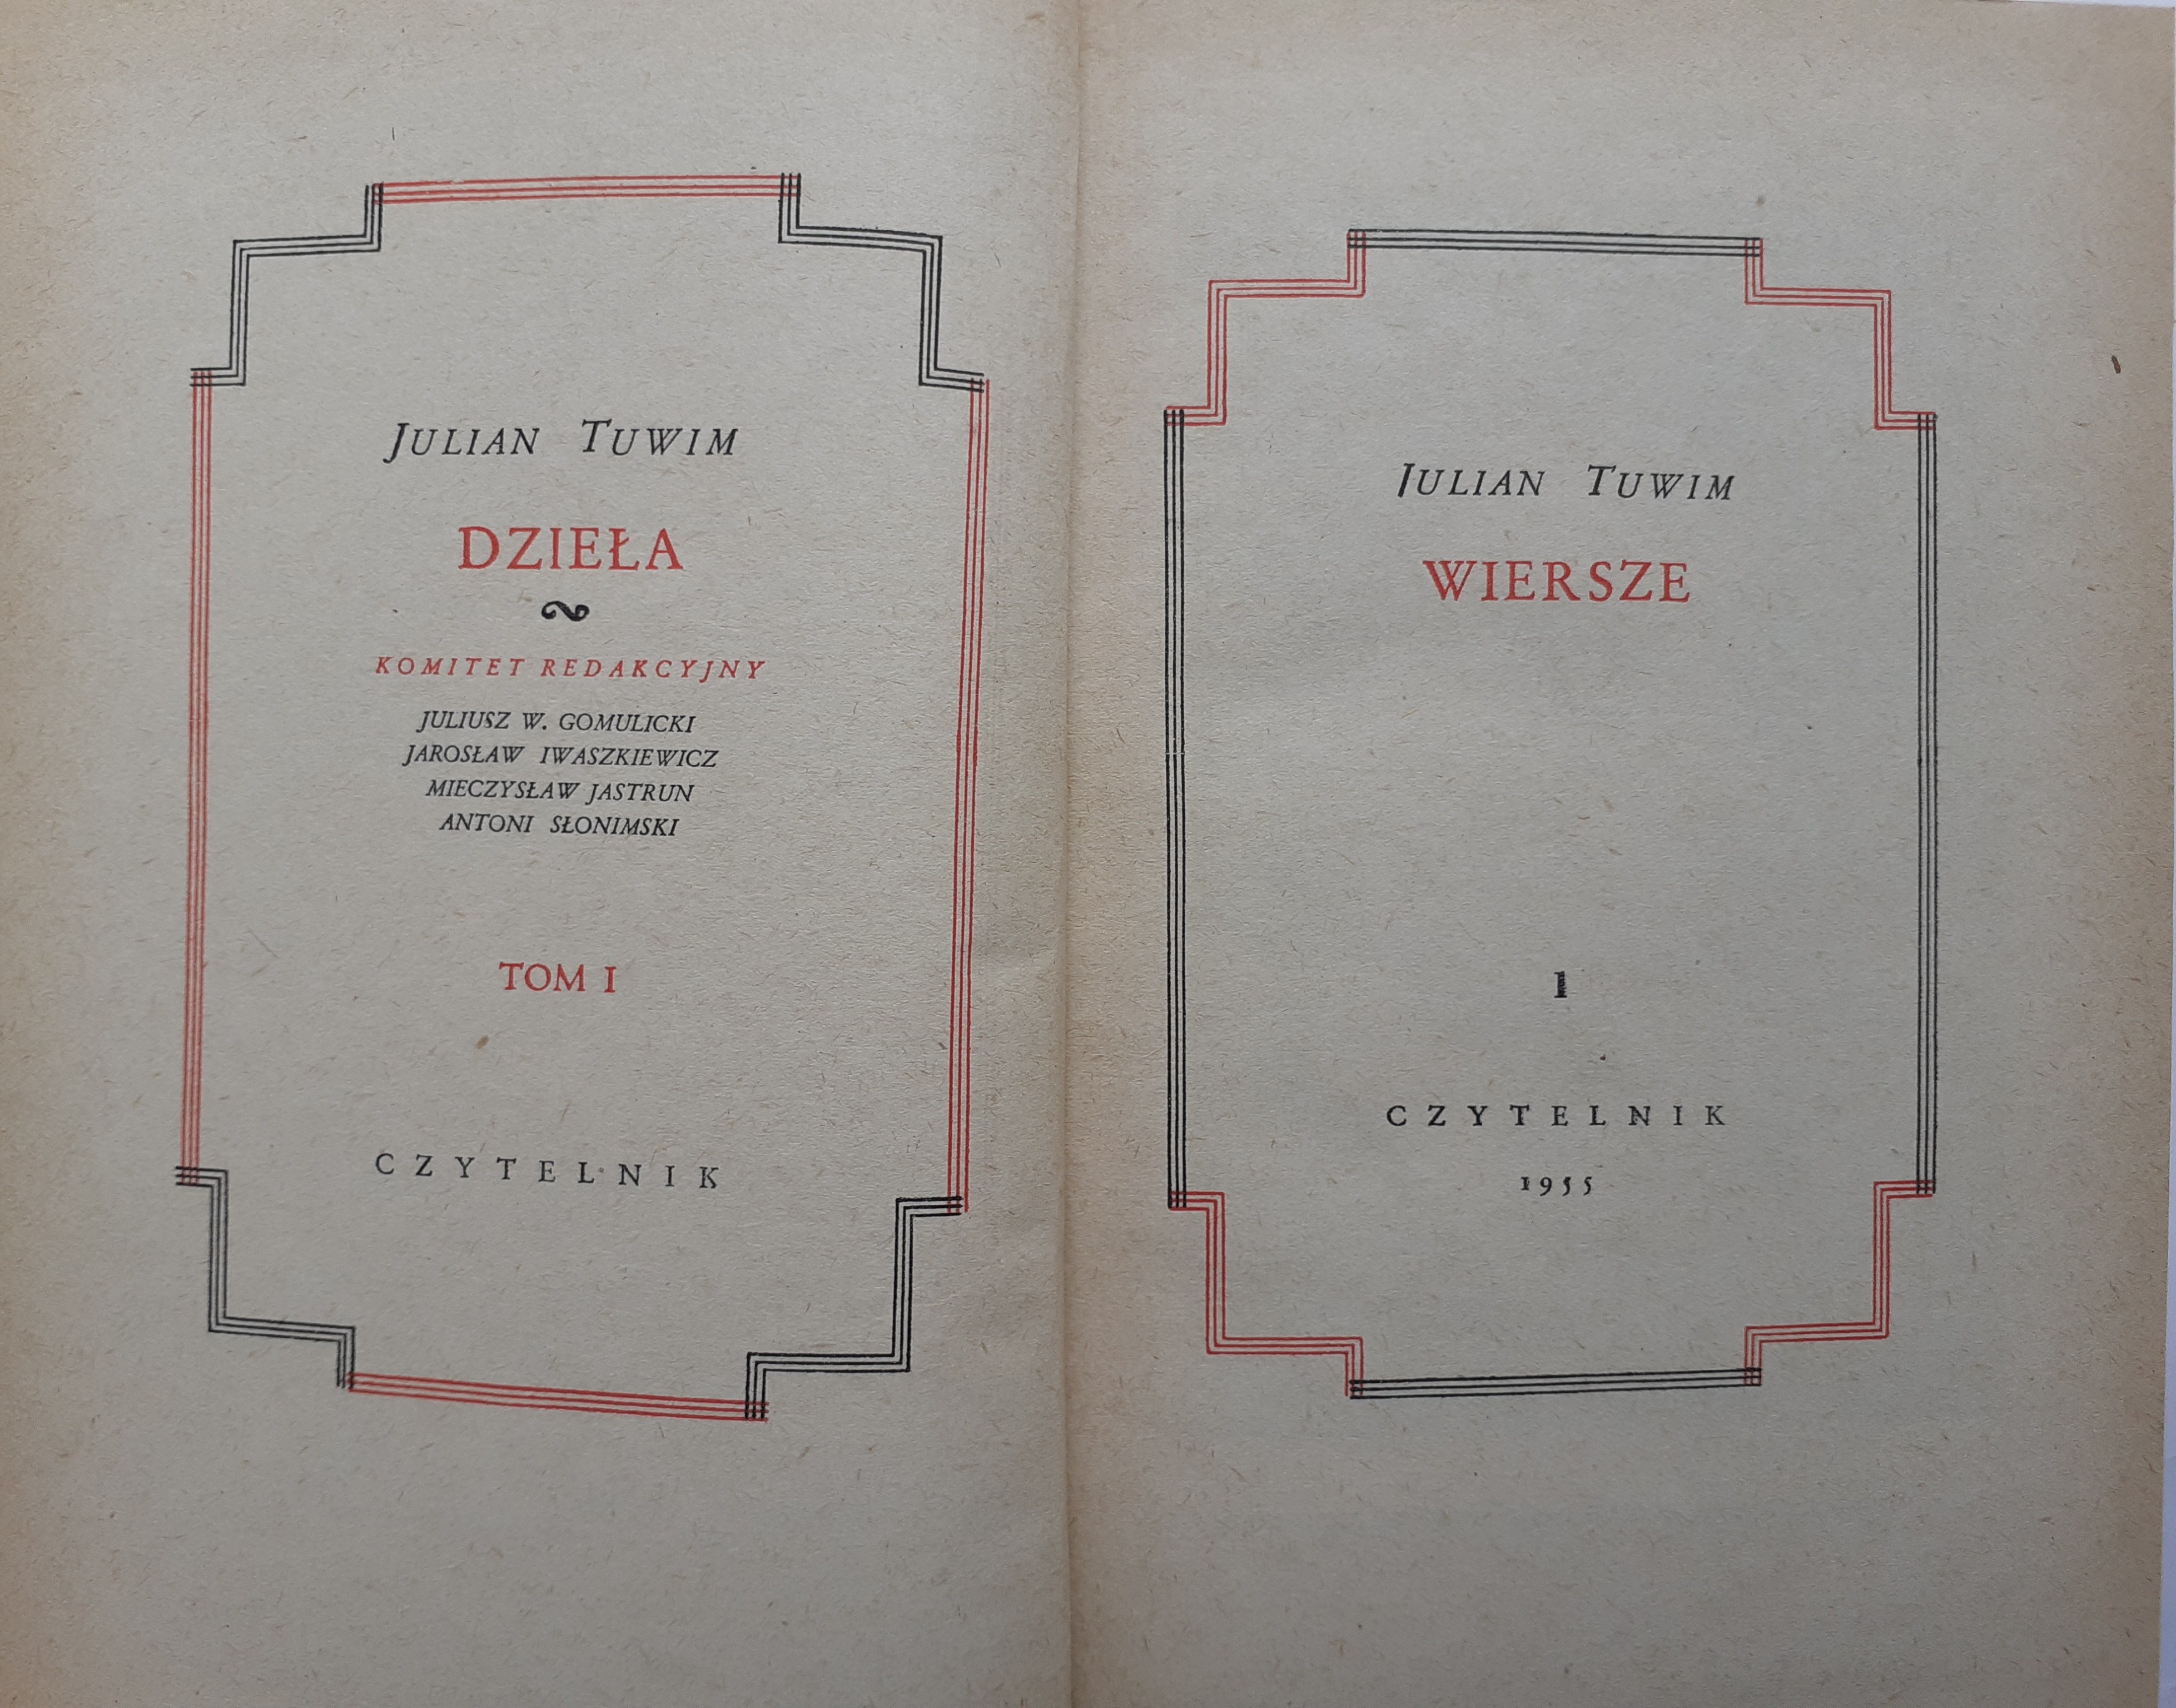 JULIAN TUWIM
DZIEŁA
KOMITET REDAKCYJNY
JULIUSZ W. GOMULICKI
JAROSŁAW IWASZKIEWICZ
MIECZYSŁAW JASTRUN
ANTONI SŁONIMSKI
TOM I
CZYTELNIK
JULIAN TUWIM
WIERSZE
1
CZYTELNIK
1955